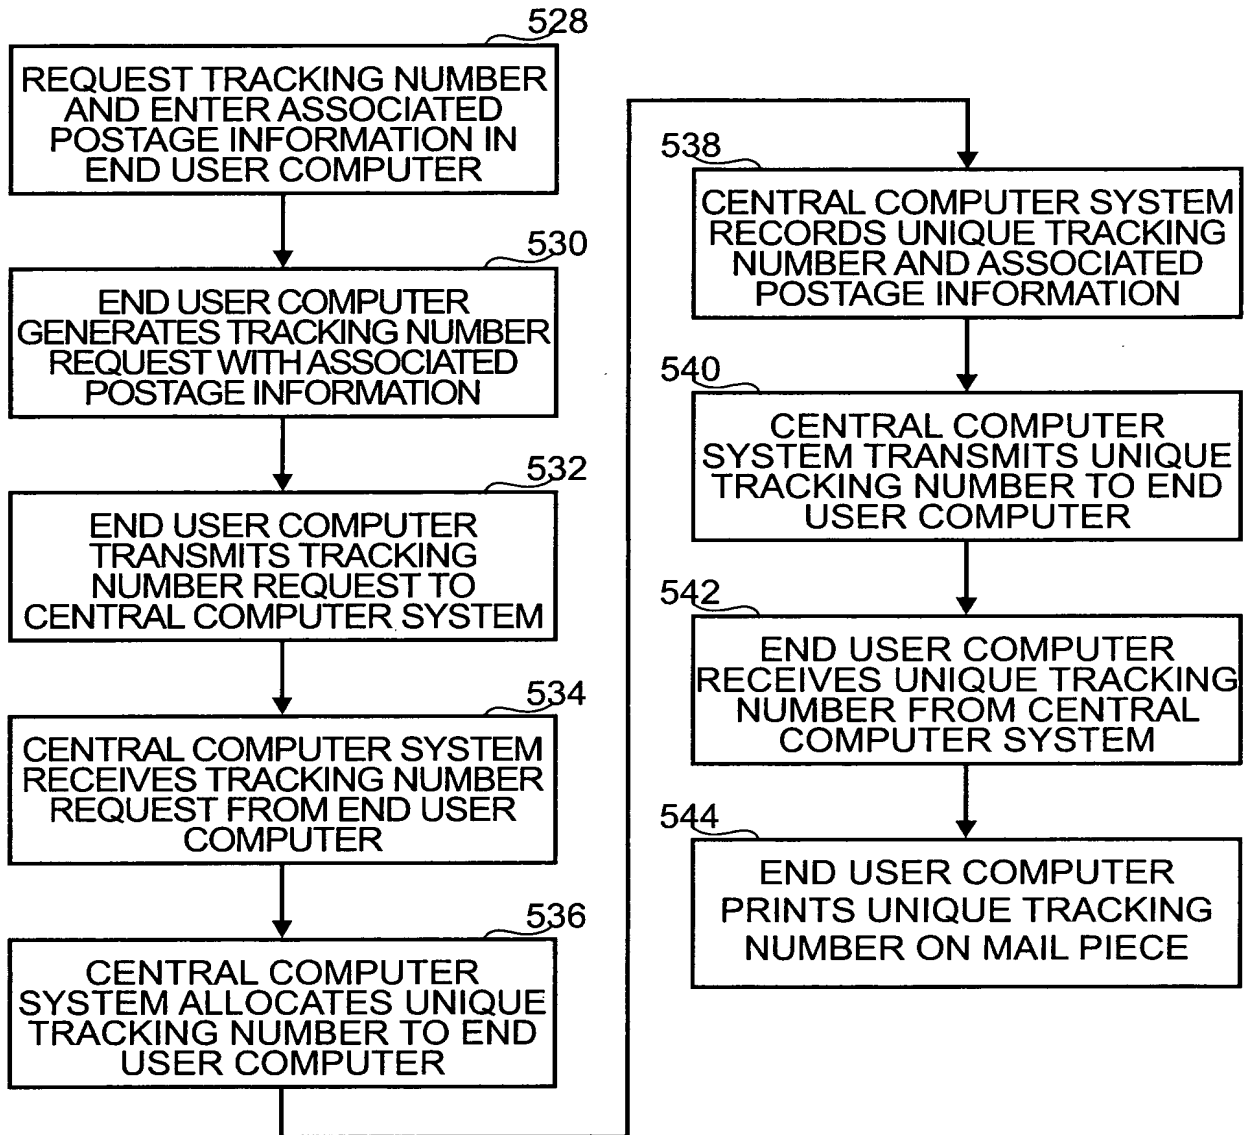 528
REQUEST TRACKING NUMBER
AND ENTER ASSOCIATED
POSTAGE INFORMATION IN
END USER COMPUTER
530
END USER COMPUTER
GENERATES TRACKING NUMBER
REQUEST WITH ASSOCIATED
POSTAGE INFORMATION
532
END USER COMPUTER
TRANSMITS TRACKING
NUMBER REQUEST TO
CENTRAL COMPUTER SYSTEM
534
CENTRAL COMPUTER SYSTEM
RECEIVES TRACKING NUMBER
REQUEST FROM END USER
COMPUTER
536
CENTRAL COMPUTER
SYSTEM ALLOCATES UNIQUE
TRACKING NUMBER TO END
USER COMPUTER
538
CENTRAL COMPUTER SYSTEM
RECORDS UNIQUE TRACKING
NUMBER AND ASSOCIATED
POSTAGE INFORMATION
540
CENTRAL COMPUTER
SYSTEM TRANSMITS UNIQUE
TRACKING NUMBER TO END
USER COMPUTER
542
END USER COMPUTER
RECEIVES UNIQUE TRACKING
NUMBER FROM CENTRAL
COMPUTER SYSTEM
544
END USER COMPUTER
PRINTS UNIQUE TRACKING
NUMBER ON MAIL PIECE